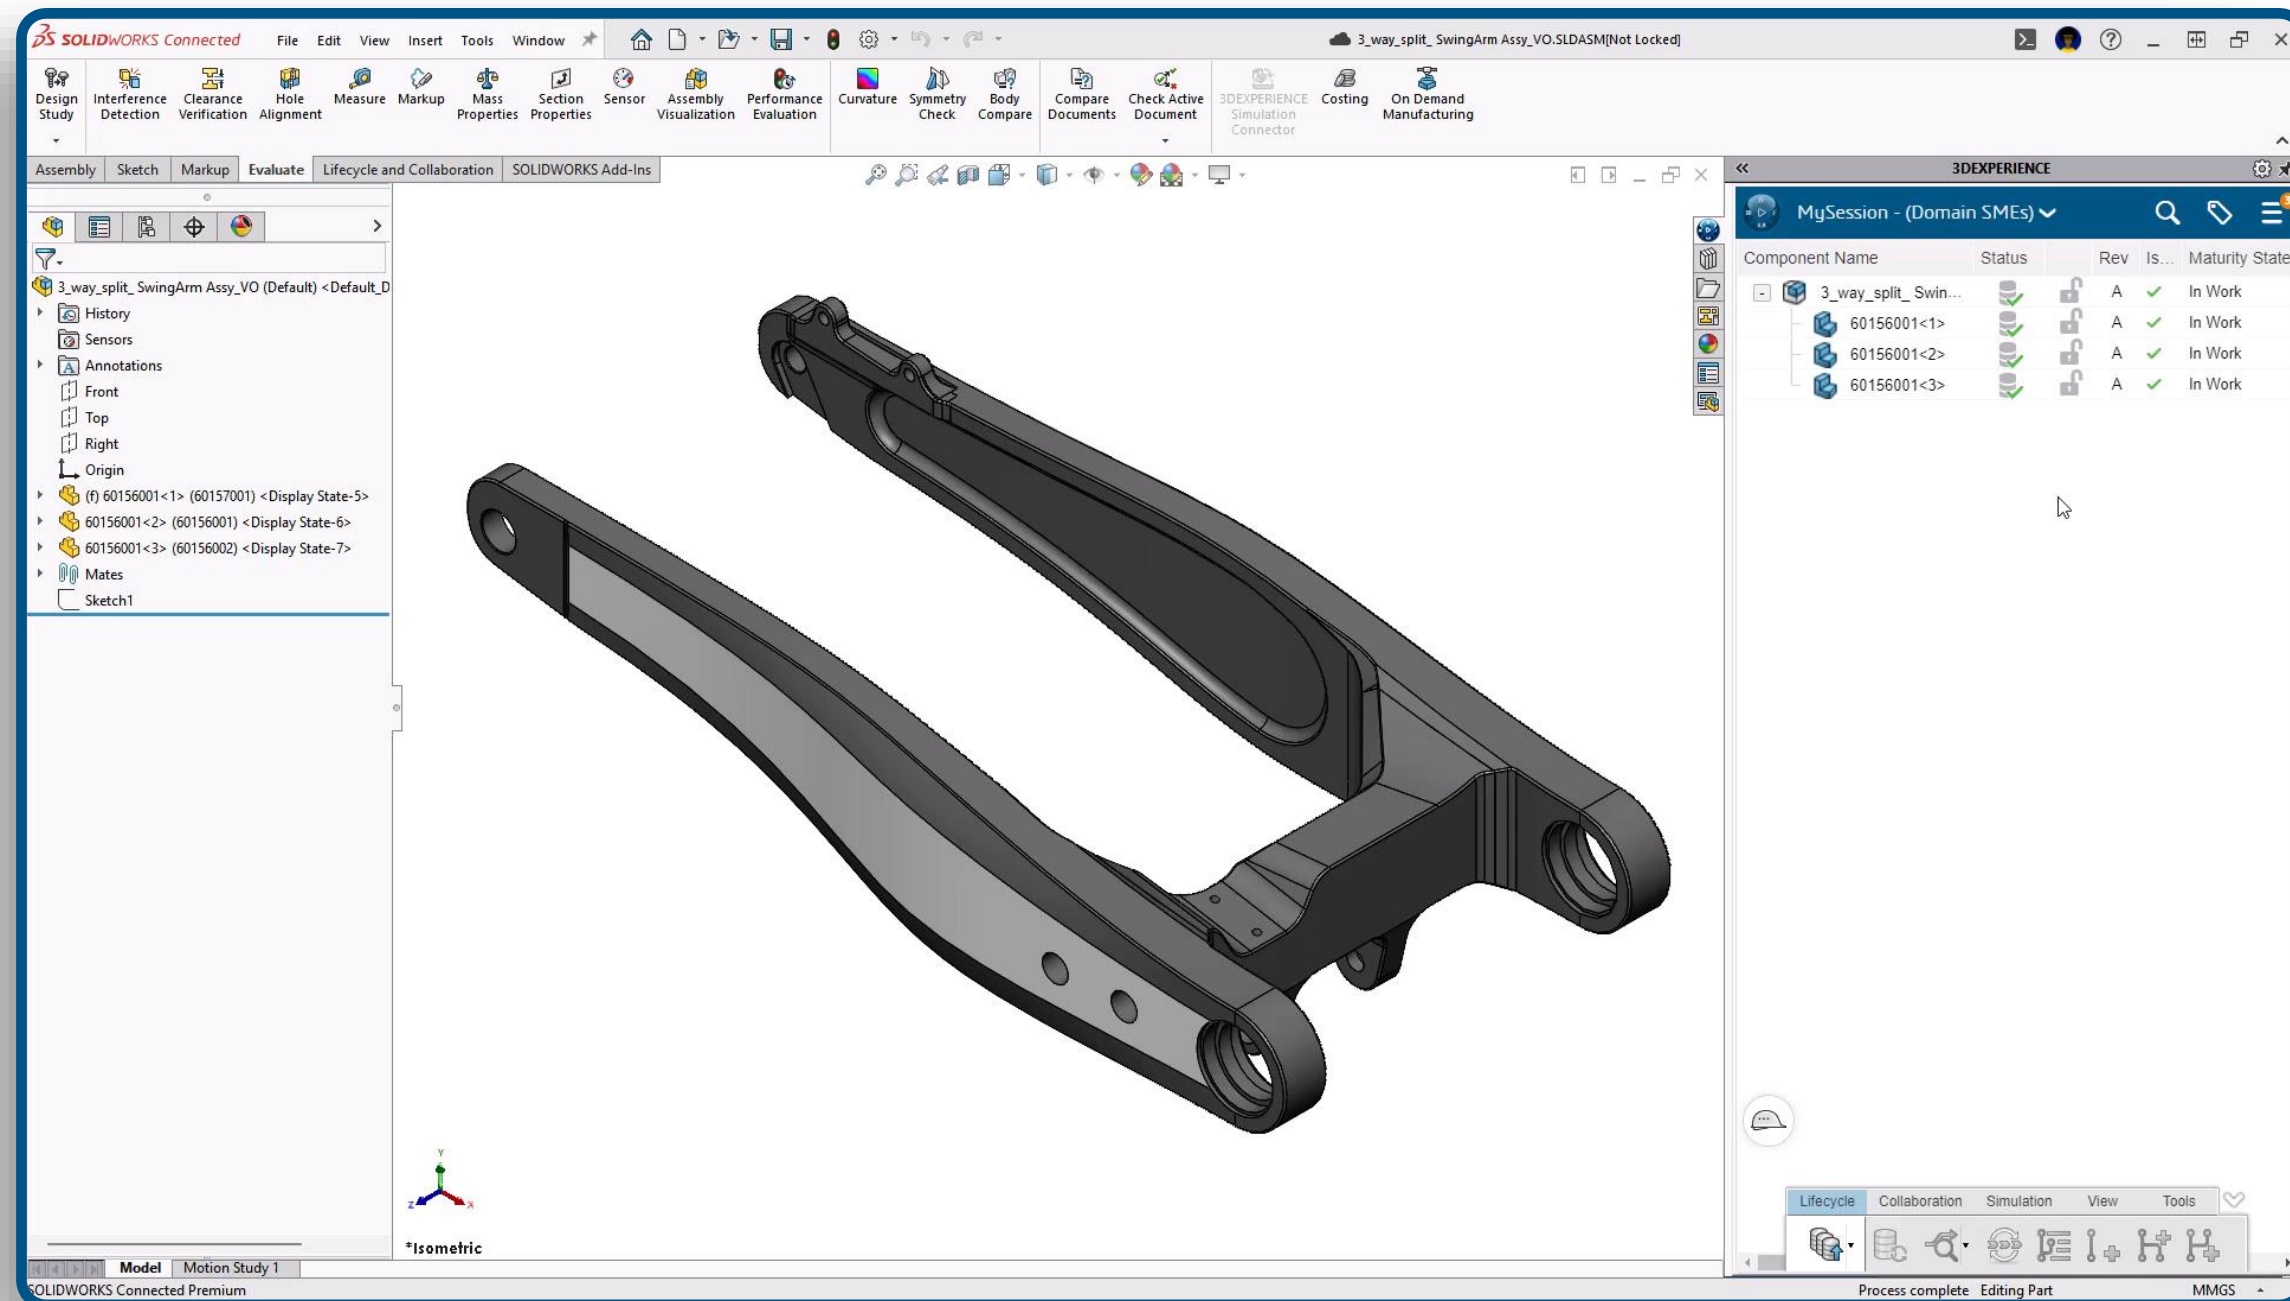 SOLIDWORKS Connected File Edit View Insert Tools Window 3_way_split_ SwingArm Assy_VO.SLDASM[Not Locked]
Design Study
Interference Detection
Clearance Verification
Hole Alignment
Measure
Markup
Mass Properties
Section Properties
Sensor
Assembly Visualization
Performance Evaluation
Curvature
Symmetry Check
Body Compare
Compare Documents
Check Active Document
3DEXPERIENCE Simulation Connector
Costing
On Demand Manufacturing
Assembly Sketch Markup Evaluate Lifecycle and Collaboration SOLIDWORKS Add-Ins
3_way_split_ SwingArm Assy_VO (Default) <Default_D
History
Sensors
Annotations
Front
Top
Right
Origin
(f) 60156001<1> (60157001) <Display State-5>
60156001<2> (60156001) <Display State-6>
60156001<3> (60156002) <Display State-7>
Mates
Sketch1
Y
Z X
*Isometric
Model Motion Study 1
SOLIDWORKS Connected Premium
3DEXPERIENCE
MySession - (Domain SMEs)
Component Name Status Rev Is... Maturity State
3_way_split_ Swin... A In Work
60156001<1> A In Work
60156001<2> A In Work
60156001<3> A In Work
Lifecycle Collaboration Simulation View Tools
Process complete Editing Part MMGS